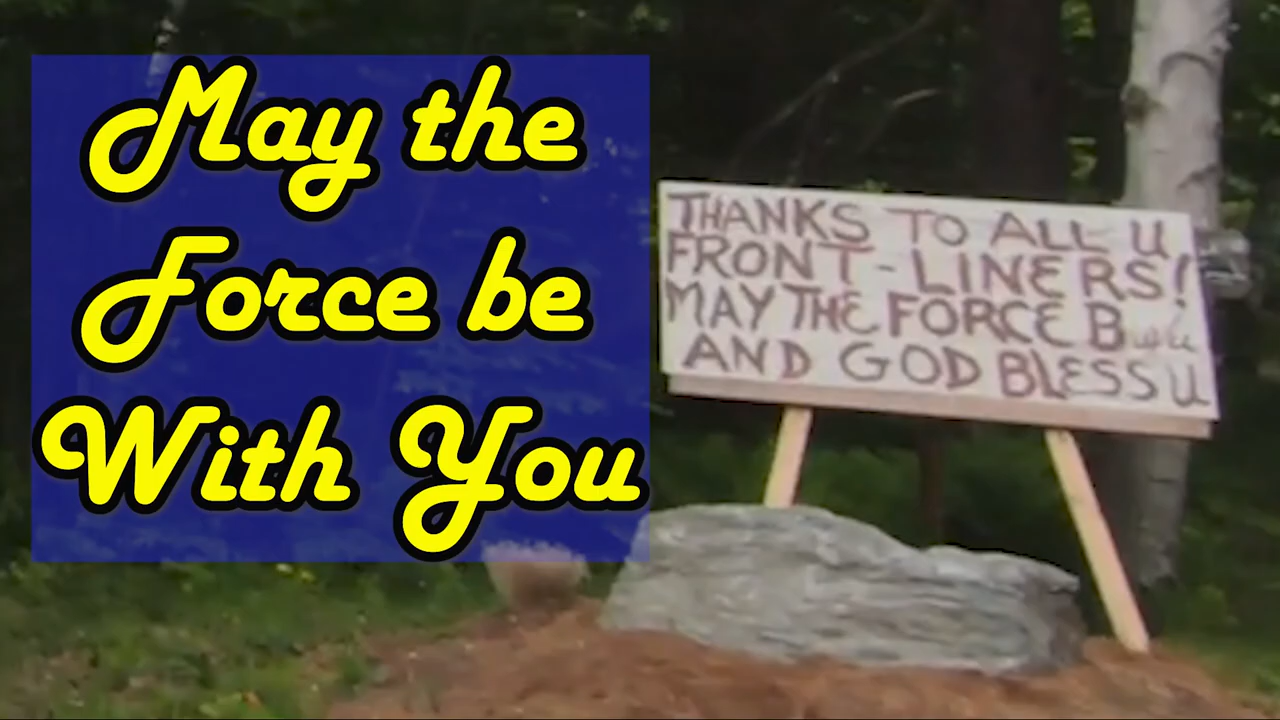 May the
Force be
With You
THANKS TO ALL U
FRONT-LINERS!
MAY THE FORCE B w/u
AND GOD BLESS U